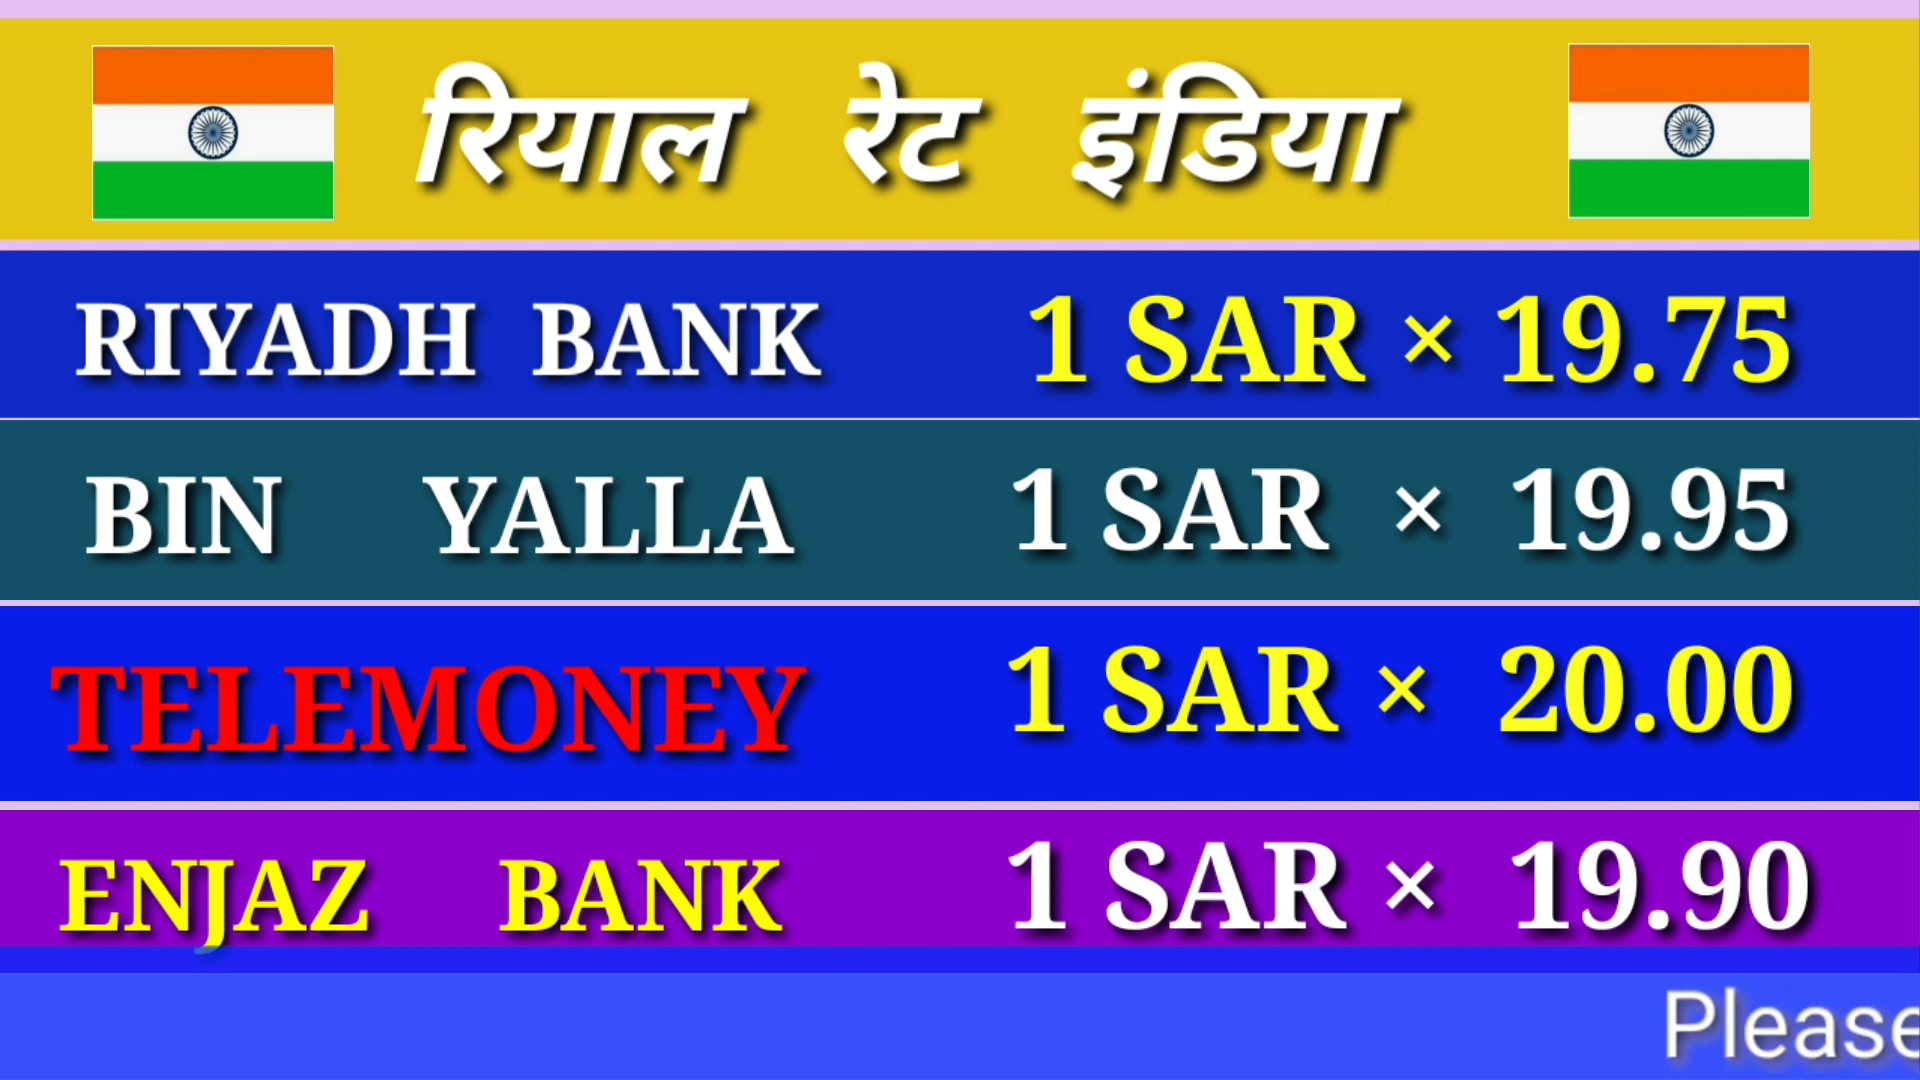 रियाल रेट इंडिया
RIYADH BANK 1 SAR × 19.75
BIN YALLA 1 SAR × 19.95
TELEMONEY 1 SAR × 20.00
ENJAZ BANK 1 SAR × 19.90
Please